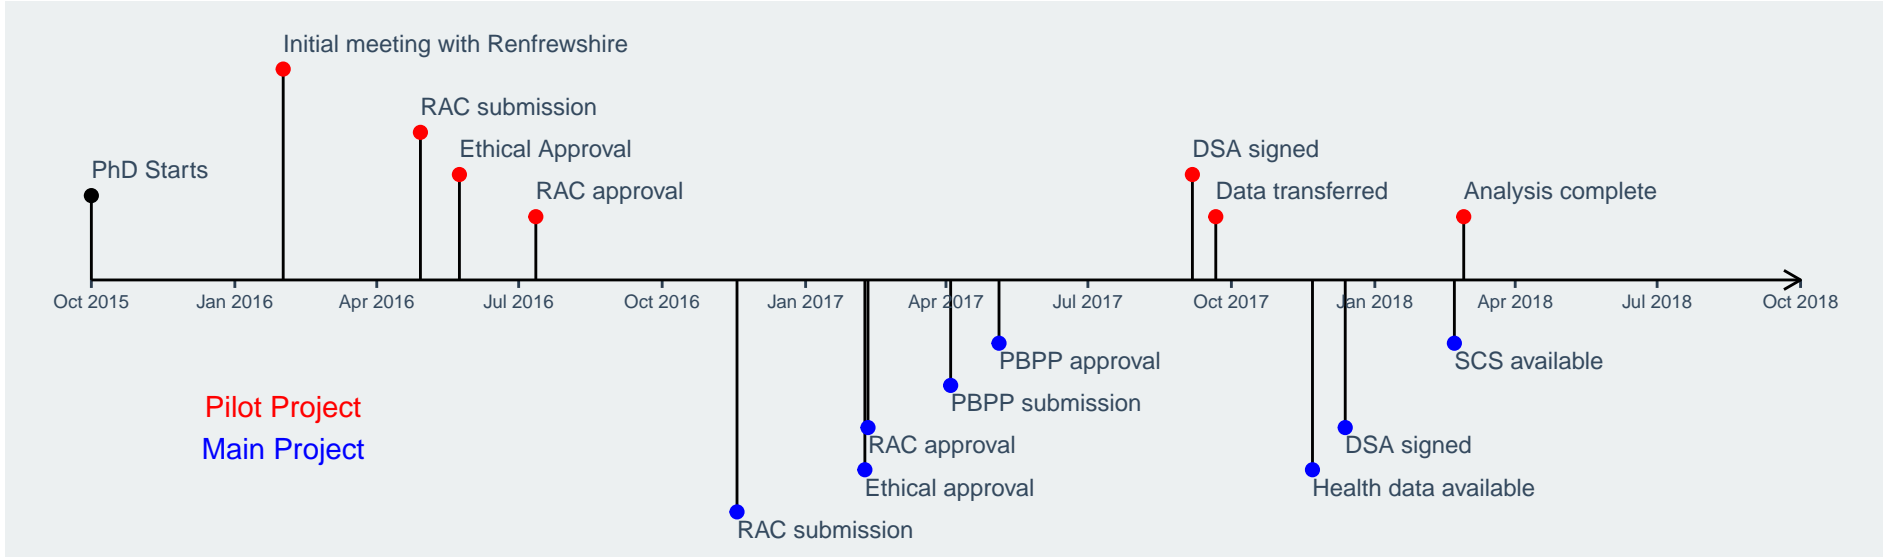 Initial meeting with Renfrewshire
RAC submission
Ethical Approval
DSA signed
PhD Starts
RAC approval
Data transferred
Analysis complete
Oct 2015
Jan 2016
Apr 2016
Jul 2016
Oct 2016
Jan 2017
Apr 2017
Jul 2017
Oct 2017
Jan 2018
Apr 2018
Jul 2018
Oct 2018
PBPP approval
SCS available
PBPP submission
Pilot Project
Main Project
RAC approval
DSA signed
Ethical approval
Health data available
RAC submission